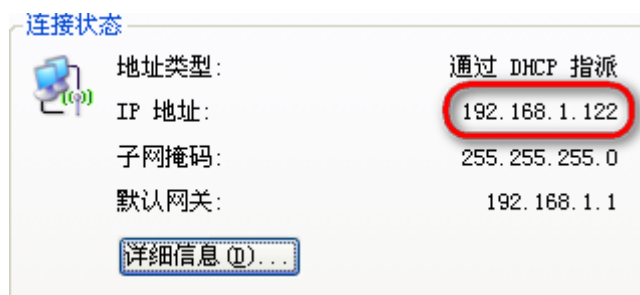 连接状态
地址类型: 通过 DHCP 指派
IP 地址: 192.168.1.122
子网掩码: 255.255.255.0
默认网关: 192.168.1.1
详细信息(D)...